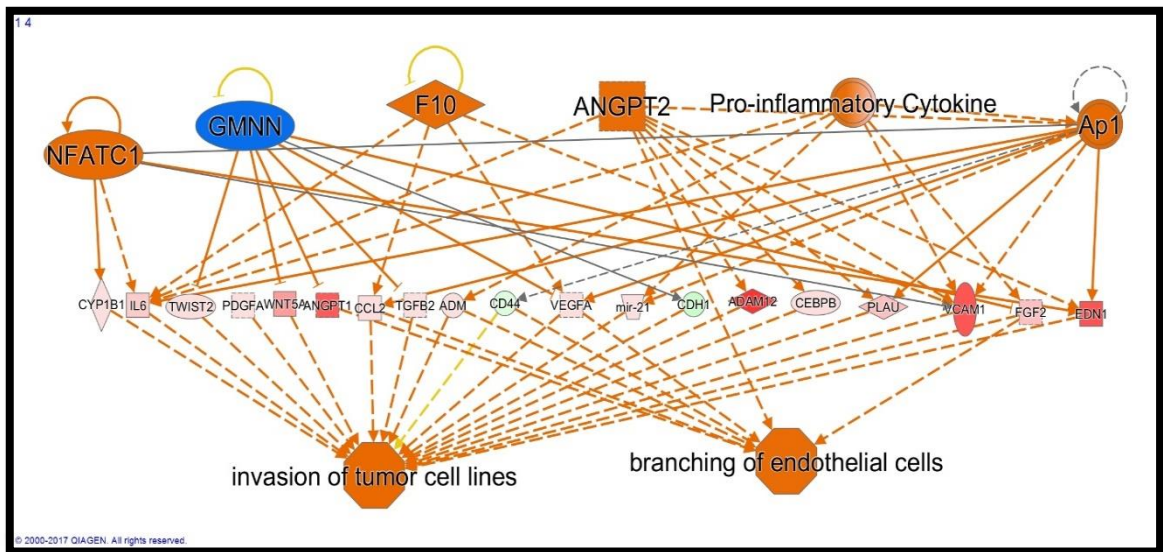 1 4
F10
ANGPT2
Pro-inflammatory Cytokine
GMNN
Ap1
NFATC1
CYP1B1
IL6
TWIST2
PDGFA
WNT5A
ANGPT1
CCL2
TGFB2
ADM
CD44
VEGFA
mir-21
CDH1
ADAM12
CEBPB
PLAU
VCAM1
FGF2
EDN1
invasion of tumor cell lines
branching of endothelial cells
© 2000-2017 QIAGEN. All rights reserved.